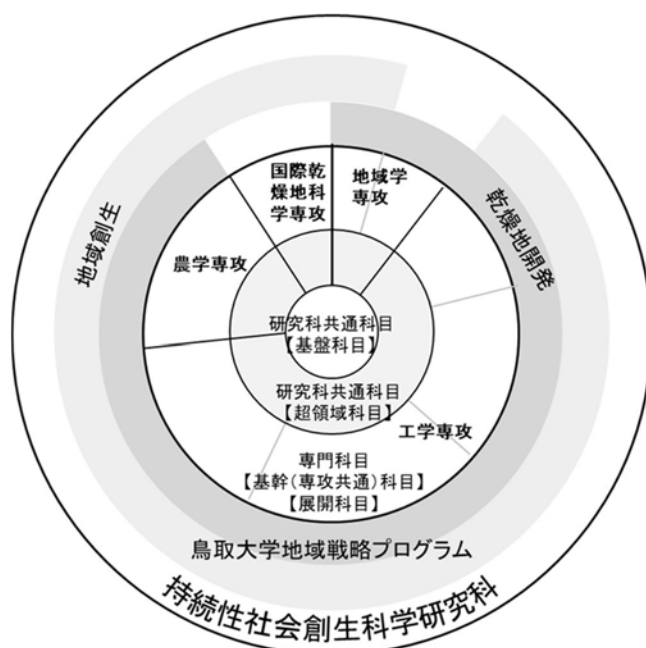 国際乾
燥地科
学専攻
地域学
専攻
地域創生
乾燥地開発
農学専攻
研究科共通科目
【基盤科目】
研究科共通科目
【超領域科目】
工学専攻
専門科目
【基幹(専攻共通)科目】
【展開科目】
鳥取大学地域戦略プログラム
持続性社会創生科学研究科